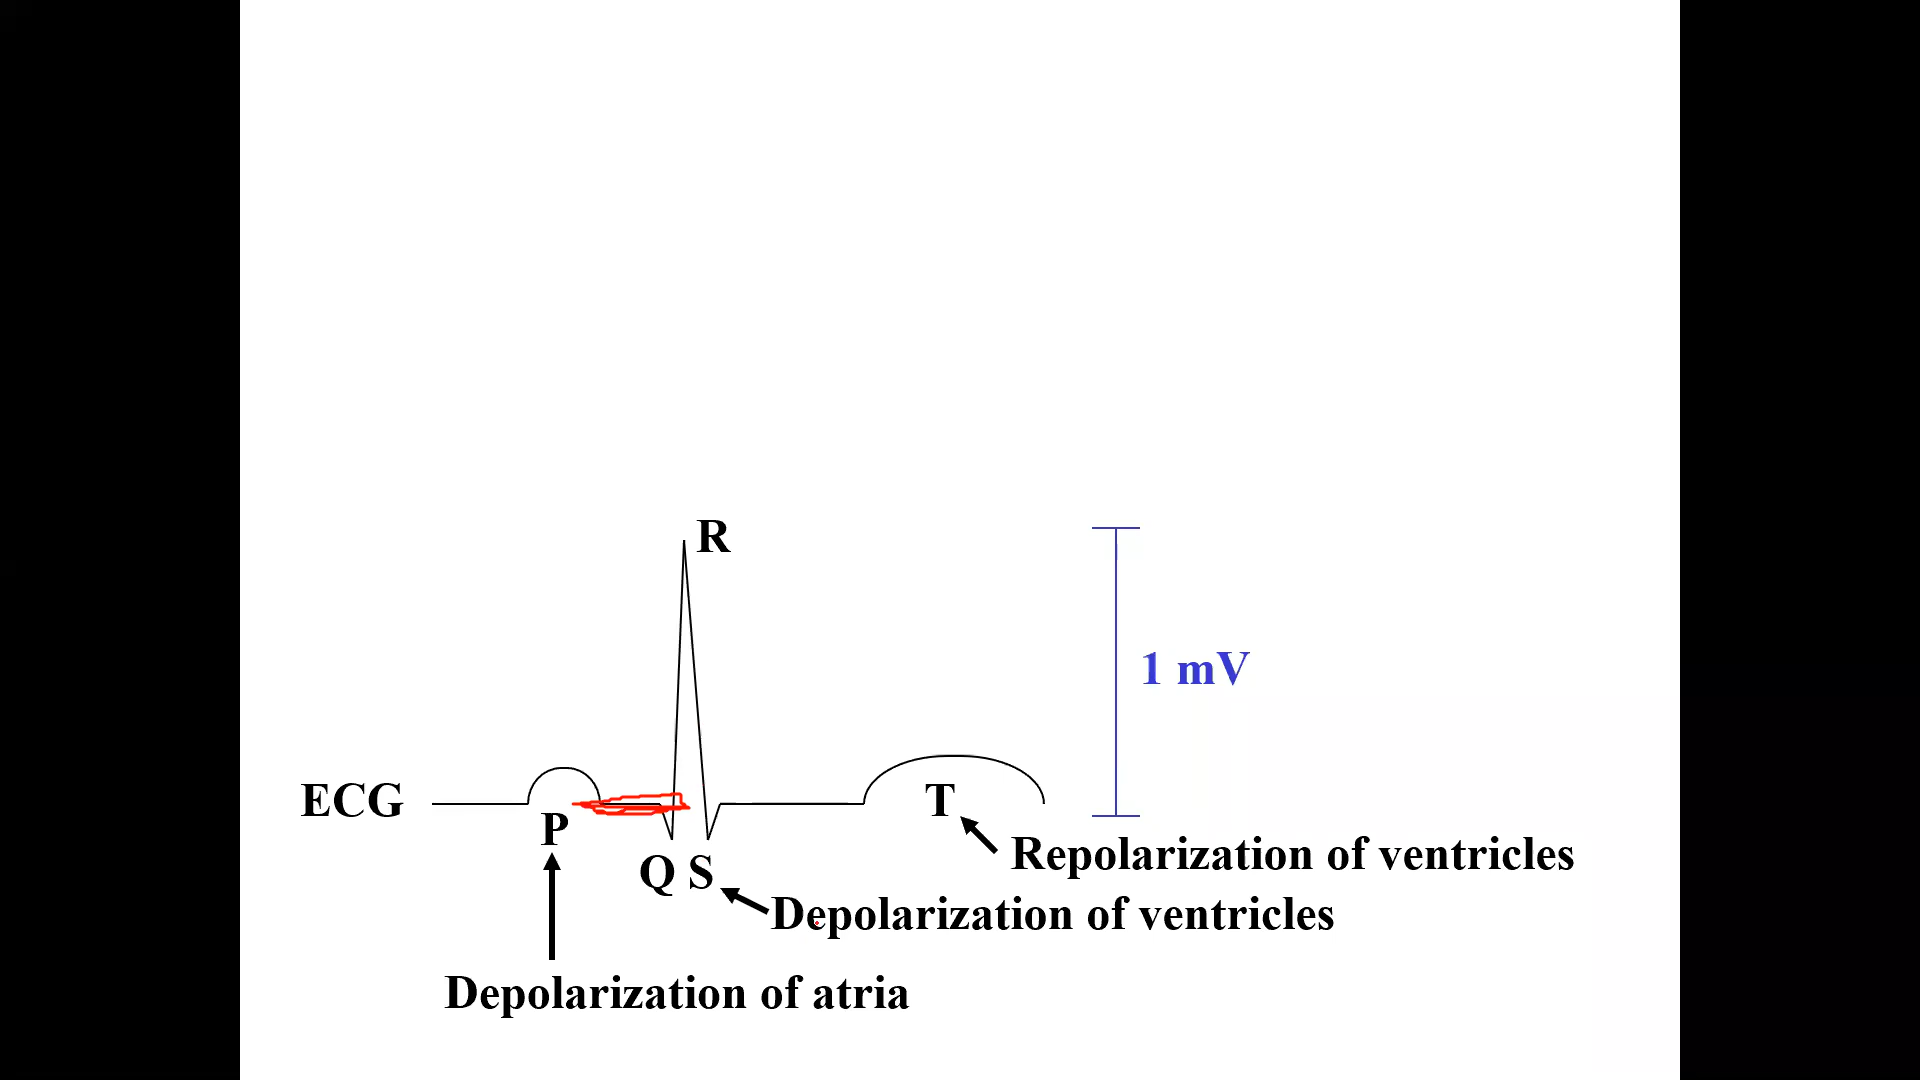 R
1 mV
ECG
P
T
Q S
Repolarization of ventricles
Depolarization of ventricles
Depolarization of atria